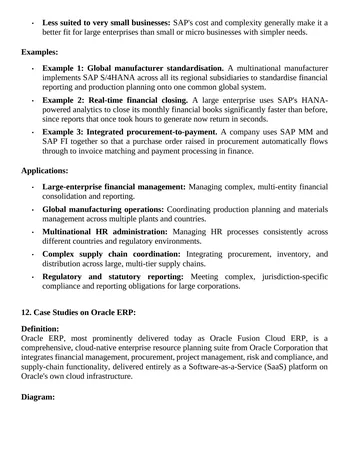 • Less suited to very small businesses: SAP's cost and complexity generally make it a
better fit for large enterprises than small or micro businesses with simpler needs.
Examples:
• Example 1: Global manufacturer standardisation. A multinational manufacturer
implements SAP S/4HANA across all its regional subsidiaries to standardise financial
reporting and production planning onto one common global system.
• Example 2: Real-time financial closing. A large enterprise uses SAP's HANA-
powered analytics to close its monthly financial books significantly faster than before,
since reports that once took hours to generate now return in seconds.
• Example 3: Integrated procurement-to-payment. A company uses SAP MM and
SAP FI together so that a purchase order raised in procurement automatically flows
through to invoice matching and payment processing in finance.
Applications:
• Large-enterprise financial management: Managing complex, multi-entity financial
consolidation and reporting.
• Global manufacturing operations: Coordinating production planning and materials
management across multiple plants and countries.
• Multinational HR administration: Managing HR processes consistently across
different countries and regulatory environments.
• Complex supply chain coordination: Integrating procurement, inventory, and
distribution across large, multi-tier supply chains.
• Regulatory and statutory reporting: Meeting complex, jurisdiction-specific
compliance and reporting obligations for large corporations.
12. Case Studies on Oracle ERP:
Definition:
Oracle ERP, most prominently delivered today as Oracle Fusion Cloud ERP, is a
comprehensive, cloud-native enterprise resource planning suite from Oracle Corporation that
integrates financial management, procurement, project management, risk and compliance, and
supply-chain functionality, delivered entirely as a Software-as-a-Service (SaaS) platform on
Oracle's own cloud infrastructure.
Diagram: